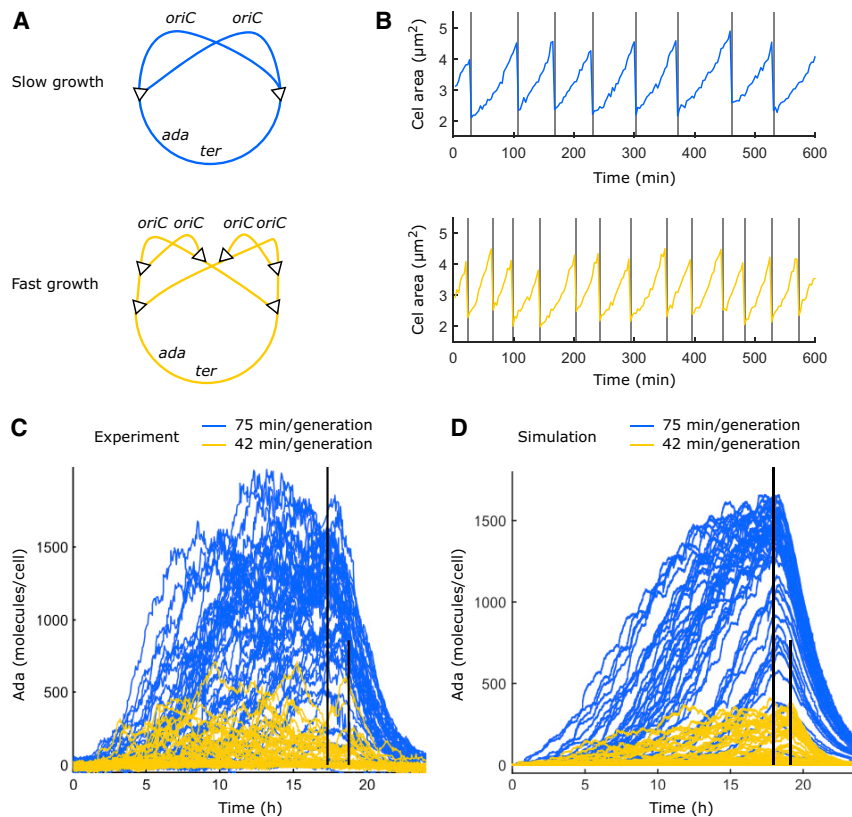 A
oriC oriC
Slow growth
ada
ter
oriC oriC oriC oriC
Fast growth
ada
ter
B
Cel area (µm²)
5
4
3
2
0 100 200 300 400 500 600
Time (min)
Cel area (µm²)
5
4
3
2
0 100 200 300 400 500 600
Time (min)
C
Experiment
75 min/generation
42 min/generation
Ada (molecules/cell)
1500
1000
500
0
0 5 10 15 20
Time (h)
D
Simulation
75 min/generation
42 min/generation
Ada (molecules/cell)
1500
1000
500
0
0 5 10 15 20
Time (h)